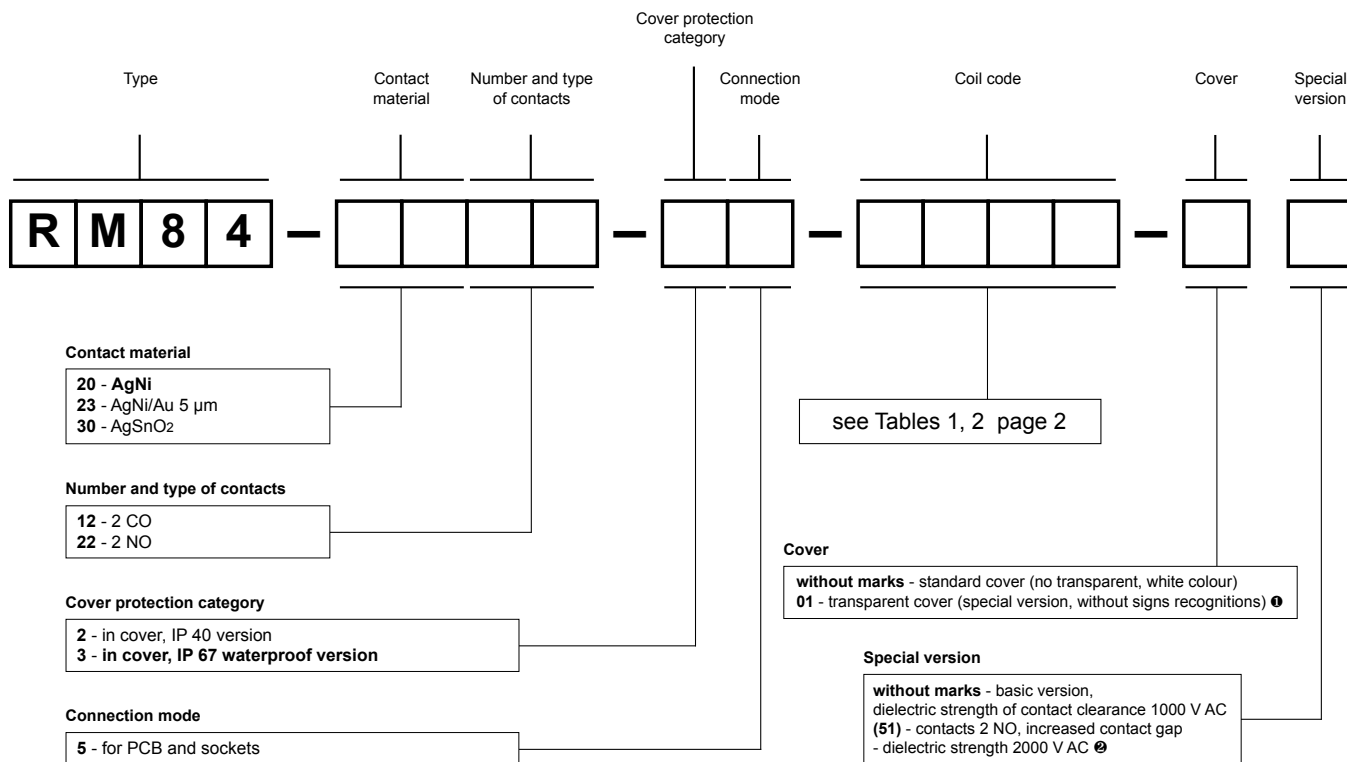 Cover protection
category
Type
Contact
material
Number and type
of contacts
Connection
mode
Coil code
Cover
Special
version
R M 8 4 – – – –
Contact material
20 - AgNi
23 - AgNi/Au 5 µm
30 - AgSnO2
see Tables 1, 2 page 2
Number and type of contacts
12 - 2 CO
22 - 2 NO
Cover
without marks - standard cover (no transparent, white colour)
01 - transparent cover (special version, without signs recognitions) ❶
Cover protection category
2 - in cover, IP 40 version
3 - in cover, IP 67 waterproof version
Special version
without marks - basic version,
dielectric strength of contact clearance 1000 V AC
(51) - contacts 2 NO, increased contact gap
- dielectric strength 2000 V AC ❷
Connection mode
5 - for PCB and sockets